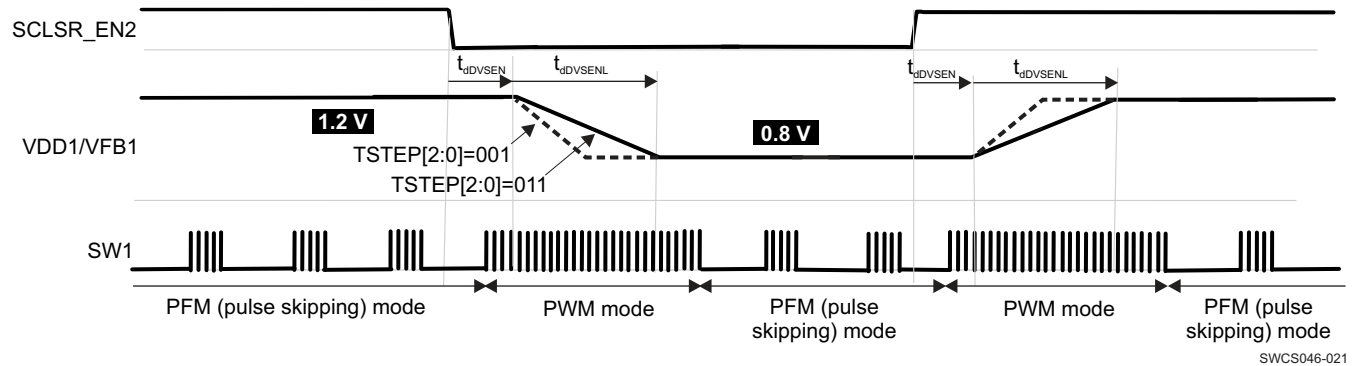 SCLSR_EN2
tdDVSEN
tdDVSENL
tdDVSEN
tdDVSENL
VDD1/VFB1
1.2 V
0.8 V
TSTEP[2:0]=001
TSTEP[2:0]=011
SW1
PFM (pulse skipping) mode
PWM mode
PFM (pulse
skipping) mode
PWM mode
PFM (pulse
skipping) mode
SWCS046-021